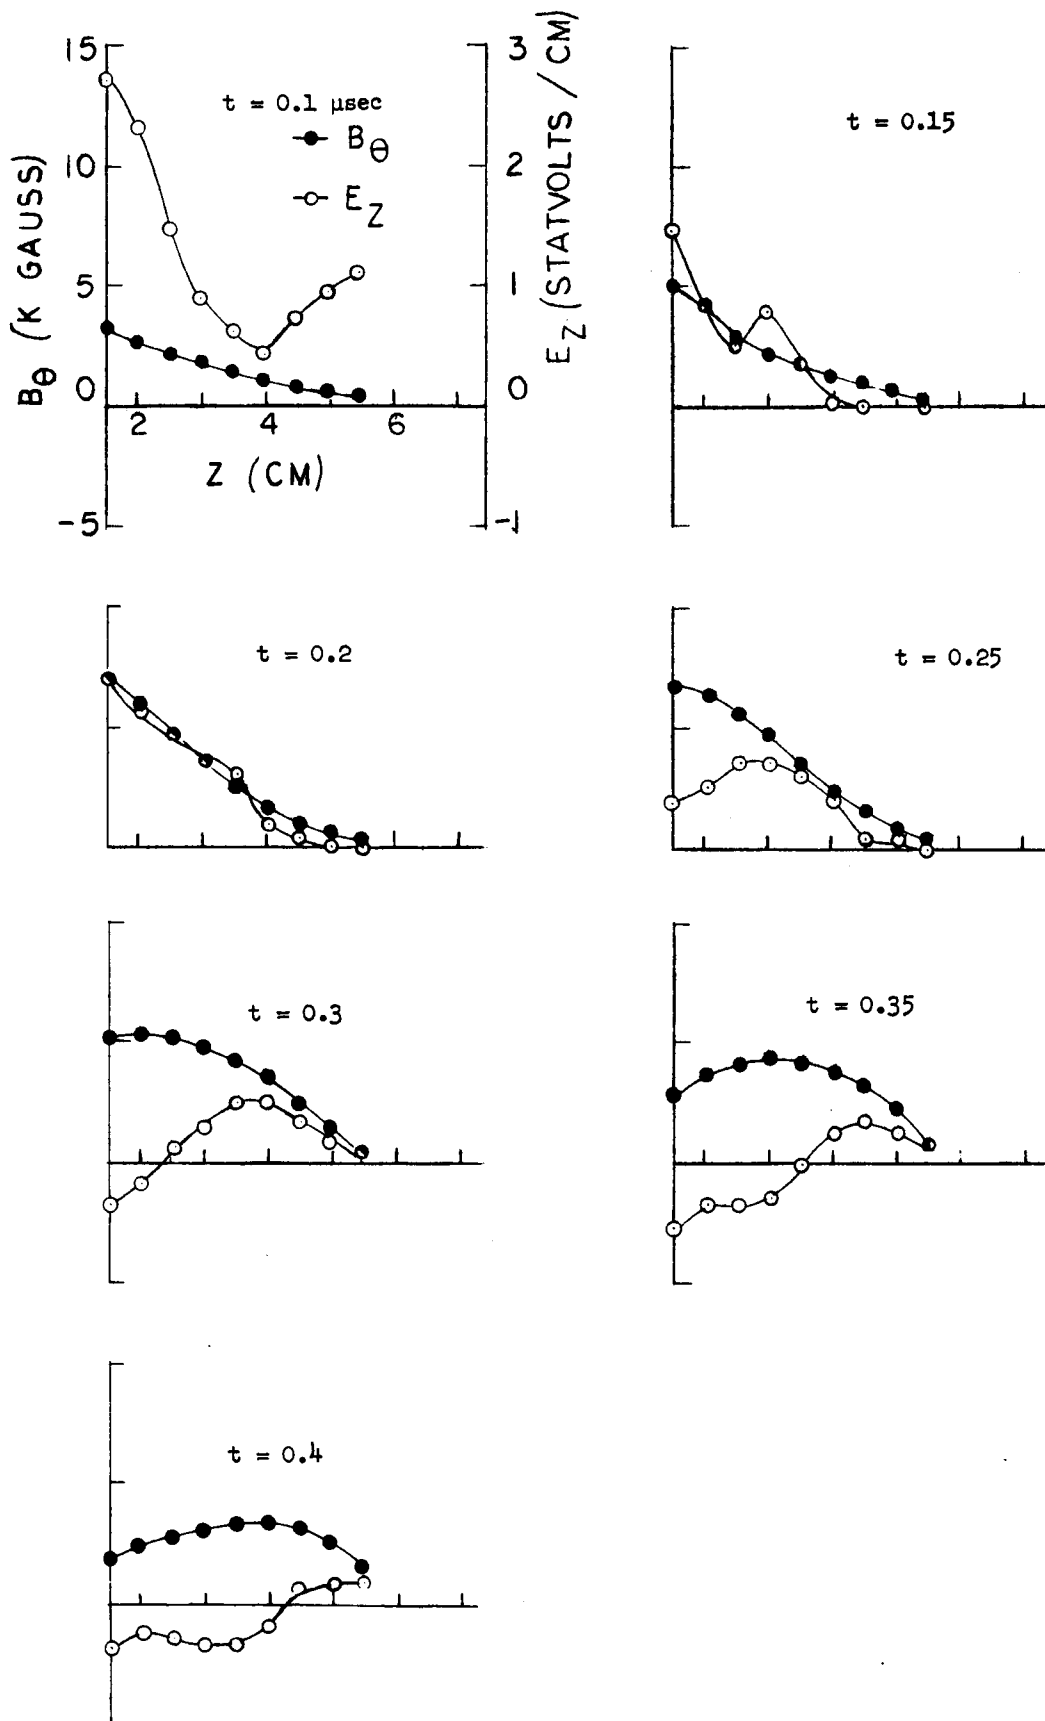 15
10
5
0
-5
B_θ (K GAUSS)
t = 0.1 µsec
B_θ
E_Z
2
4
6
Z (CM)
3
2
1
0
-1
E_Z (STATVOLTS / CM)
t = 0.15
t = 0.2
t = 0.25
t = 0.3
t = 0.35
t = 0.4